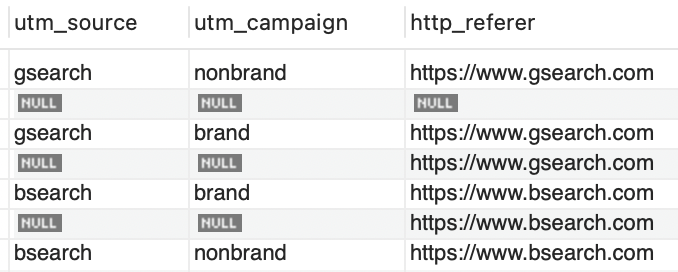 utm_source utm_campaign http_referer
gsearch nonbrand https://www.gsearch.com
NULL NULL NULL
gsearch brand https://www.gsearch.com
NULL NULL https://www.gsearch.com
bsearch brand https://www.bsearch.com
NULL NULL https://www.bsearch.com
bsearch nonbrand https://www.bsearch.com